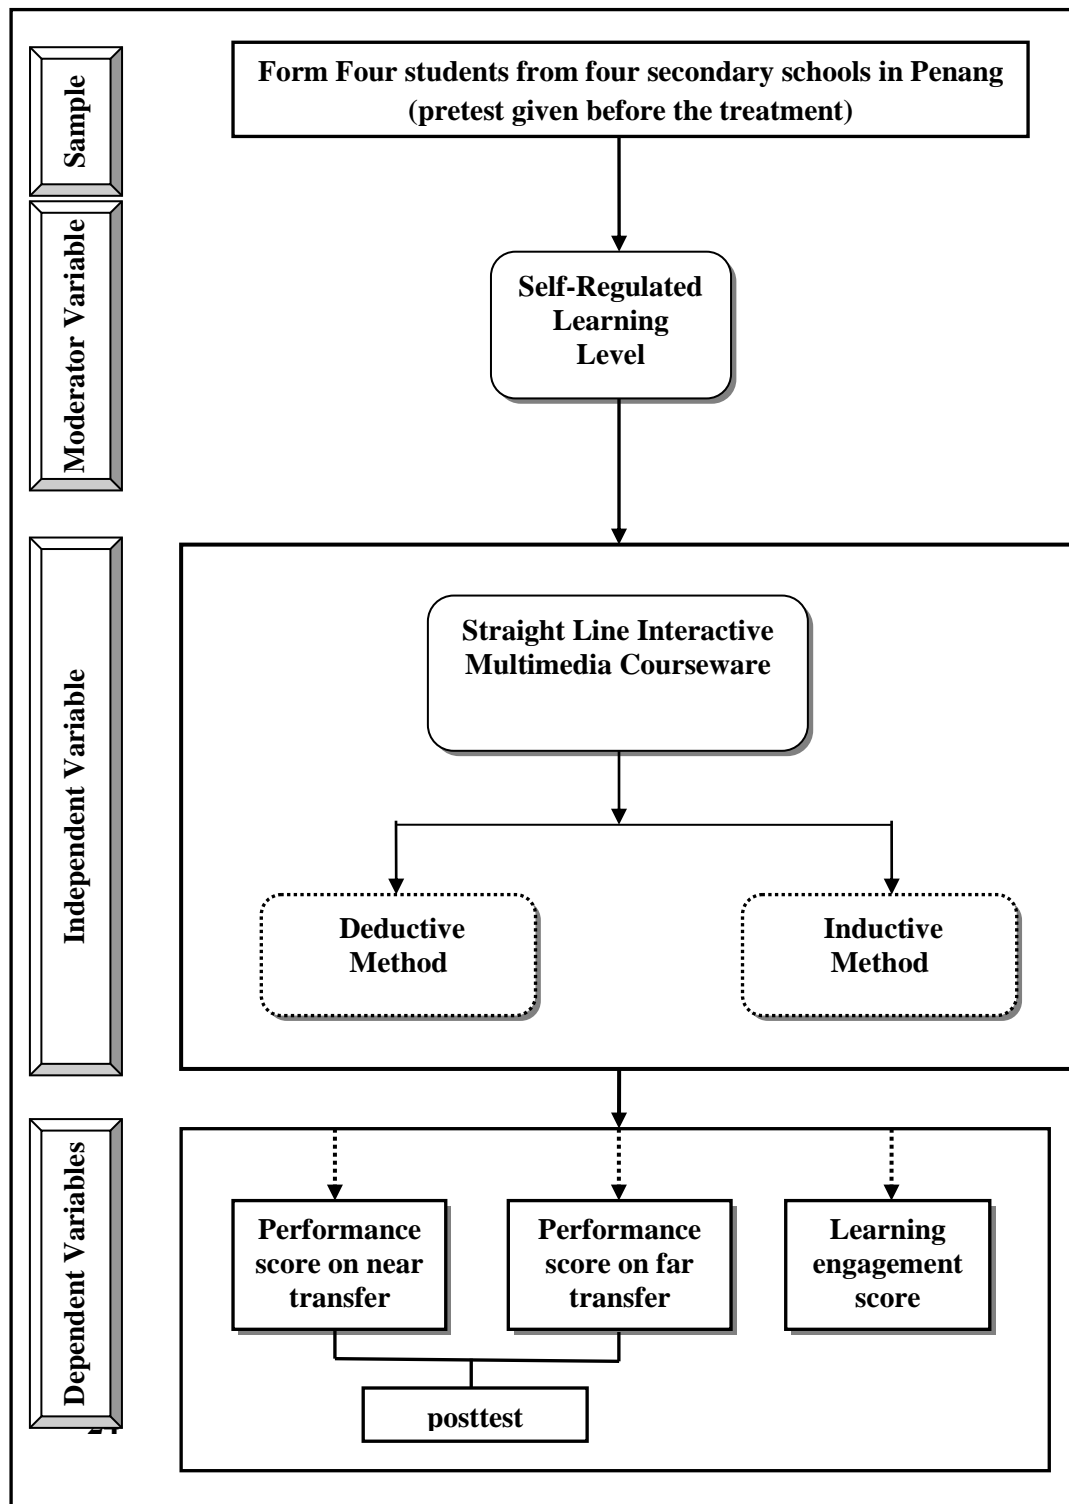 Sample
Form Four students from four secondary schools in Penang
(pretest given before the treatment)
Moderator Variable
Self-Regulated
Learning
Level
Independent Variable
Straight Line Interactive
Multimedia Courseware
Deductive
Method
Inductive
Method
Dependent Variables
Performance
score on near
transfer
Performance
score on far
transfer
Learning
engagement
score
posttest